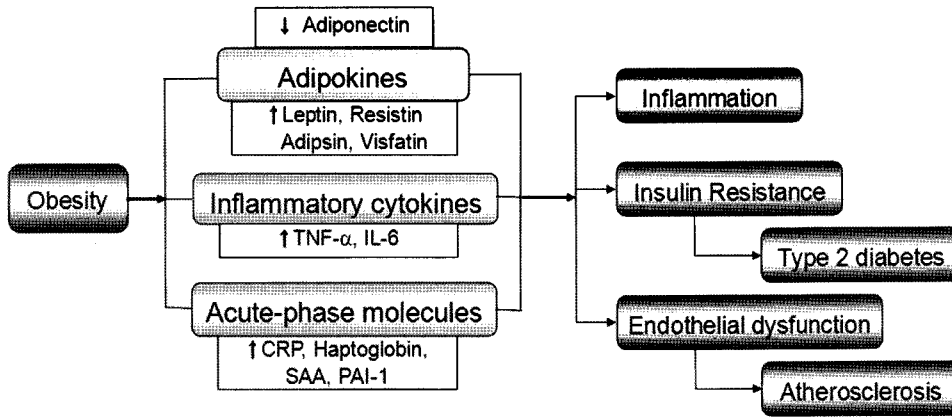 ↓ Adiponectin
Adipokines
↑ Leptin, Resistin
Adipsin, Visfatin
Obesity
Inflammatory cytokines
↑ TNF-α, IL-6
Acute-phase molecules
↑ CRP, Haptoglobin,
SAA, PAI-1
Inflammation
Insulin Resistance
Type 2 diabetes
Endothelial dysfunction
Atherosclerosis